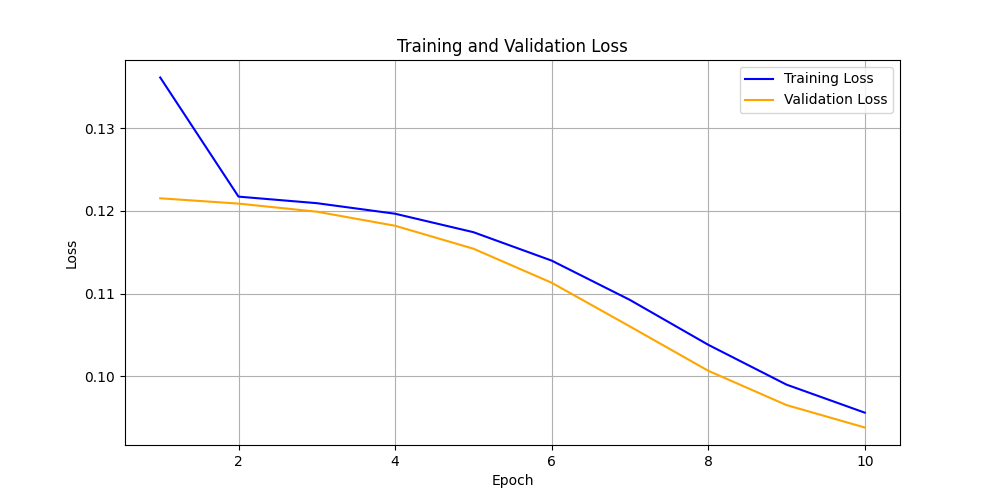 Training and Validation Loss
Training Loss
Validation Loss
0.13
0.12
0.11
0.10
Loss
2 4 6 8 10
Epoch